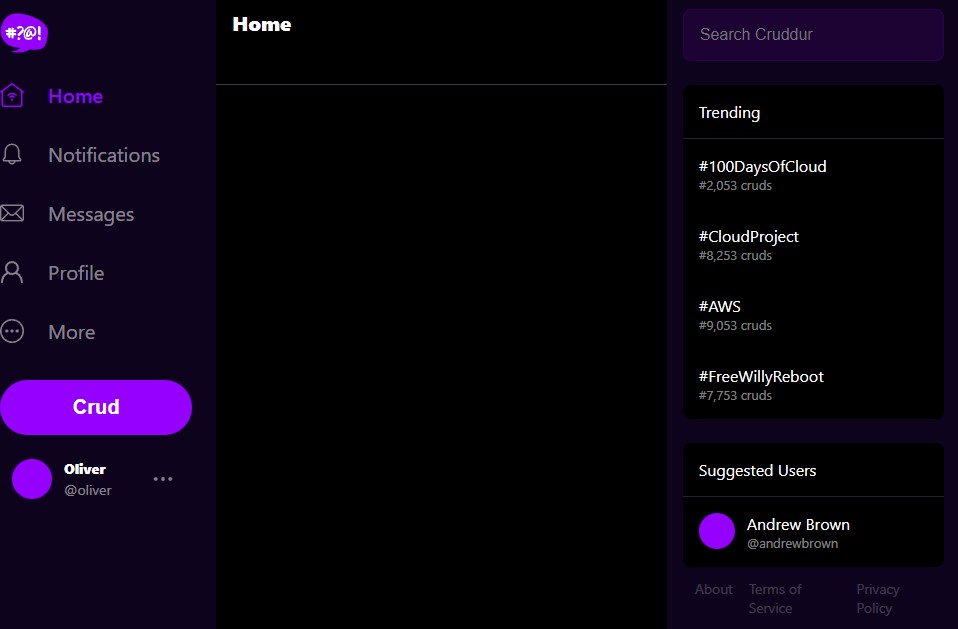 #?@!
Home
Notifications
Messages
Profile
More
Crud
Oliver
@oliver
Home
Search Cruddur
Trending
#100DaysOfCloud
#2,053 cruds
#CloudProject
#8,253 cruds
#AWS
#9,053 cruds
#FreeWillyReboot
#7,753 cruds
Suggested Users
Andrew Brown
@andrewbrown
About
Terms of
Service
Privacy
Policy